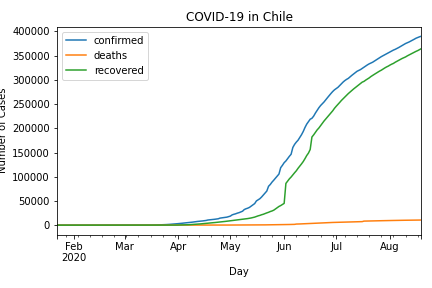 COVID-19 in Chile
400000
350000
300000
250000
200000
150000
100000
50000
0
confirmed
deaths
recovered
Number of Cases
Feb
2020
Mar
Apr
May
Jun
Jul
Aug
Day